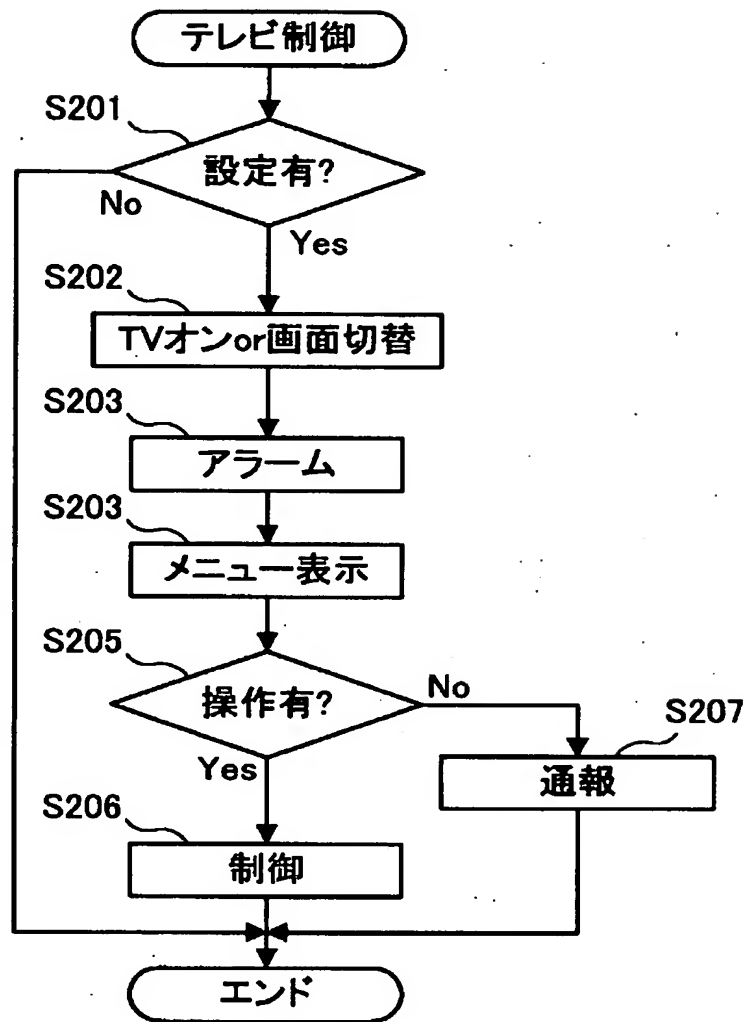 テレビ制御
S201
設定有?
No
Yes
S202
TVオンor画面切替
S203
アラーム
S203
メニュー表示
S205
操作有?
No
Yes
S207
通報
S206
制御
エンド